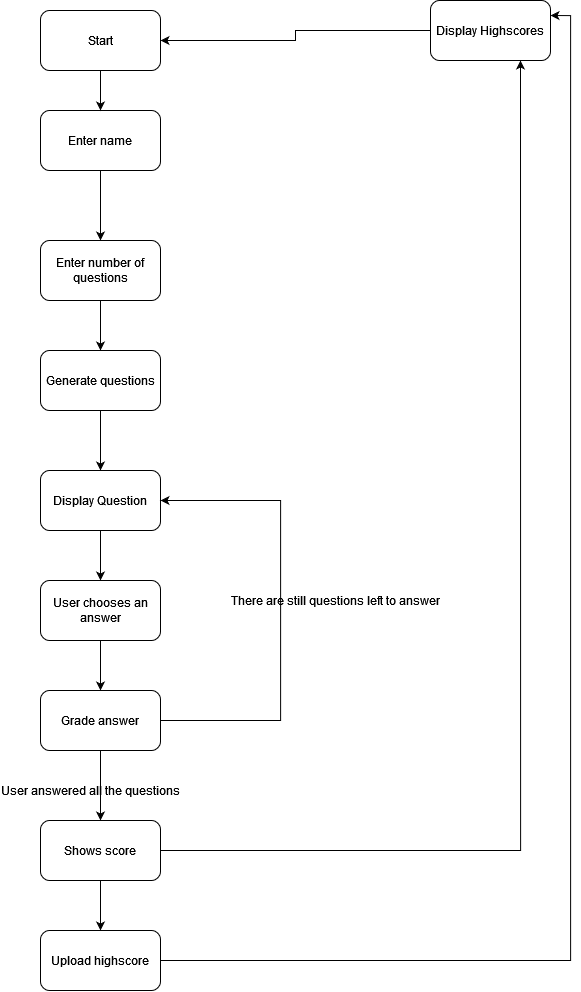 Start
Display Highscores
Enter name
Enter number of
questions
Generate questions
Display Question
User chooses an
answer
There are still questions left to answer
Grade answer
User answered all the questions
Shows score
Upload highscore